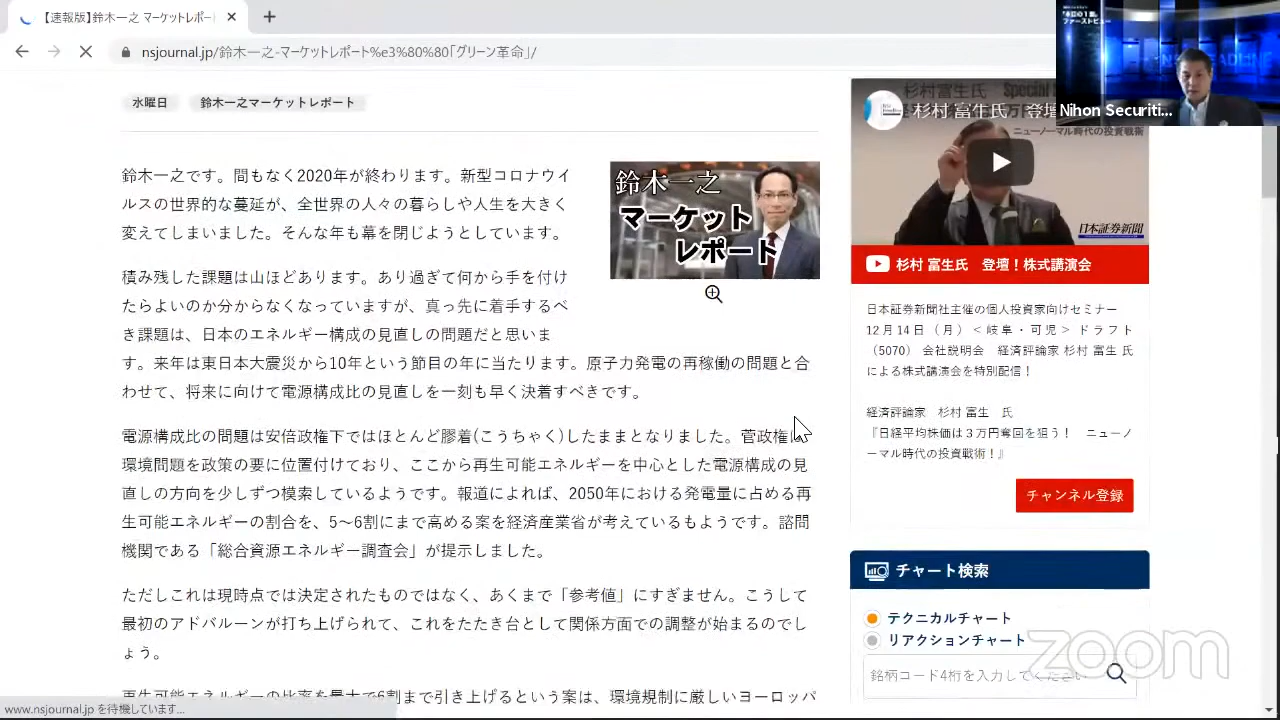 【速報版】鈴木一之 マーケットレポー
nsjournal.jp/鈴木一之-マーケットレポート%e3%80%80「グリーン革命」/
「本日の1面」
ファーストビュー
Nihon Securiti...
水曜日
鈴木一之マーケットレポート
鈴木一之です。間もなく2020年が終わります。新型コロナウイ
ルスの世界的な蔓延が、全世界の人々の暮らしや人生を大きく
変えてしまいました。そんな年も幕を閉じようとしています。
鈴木一之
マーケット
レポート
積み残した課題は山ほどあります。あり過ぎて何から手を付け
たらよいのか分からなくなっていますが、真っ先に着手するべ
き課題は、日本のエネルギー構成の見直しの問題だと思いま
す。来年は東日本大震災から10年という節目の年に当たります。原子力発電の再稼働の問題と合
わせて、将来に向けて電源構成比の見直しを一刻も早く決着すべきです。
電源構成比の問題は安倍政権下ではほとんど膠着(こうちゃく)したままとなりました。菅政権は
環境問題を政策の要に位置付けており、ここから再生可能エネルギーを中心とした電源構成の見
直しの方向を少しずつ模索しているようです。報道によれば、2050年における発電量に占める再
生可能エネルギーの割合を、5～6割にまで高める案を経済産業省が考えているもようです。諮問
機関である「総合資源エネルギー調査会」が提示しました。
ただしこれは現時点では決定されたものではなく、あくまで「参考値」にすぎません。こうして
最初のアドバルーンが打ち上げられて、これをたたき台として関係方面での調整が始まるのでし
ょう。
杉村 富生氏 登壇
ニューノーマル時代の投資戦術
日本証券新聞
杉村 富生氏 登壇！株式講演会
日本証券新聞社主催の個人投資家向けセミナー
12月14日（月）＜岐阜・可児＞ドラフト
（5070） 会社説明会 経済評論家 杉村 富生 氏
による株式講演会を特別配信！
経済評論家 杉村 富生 氏
『日経平均株価は３万円奪回を狙う！ ニューノ
ーマル時代の投資戦術！』
チャンネル登録
チャート検索
テクニカルチャート
リアクションチャート
銘柄コード4桁を入力してください
zoom
www.nsjournal.jp を待機しています...